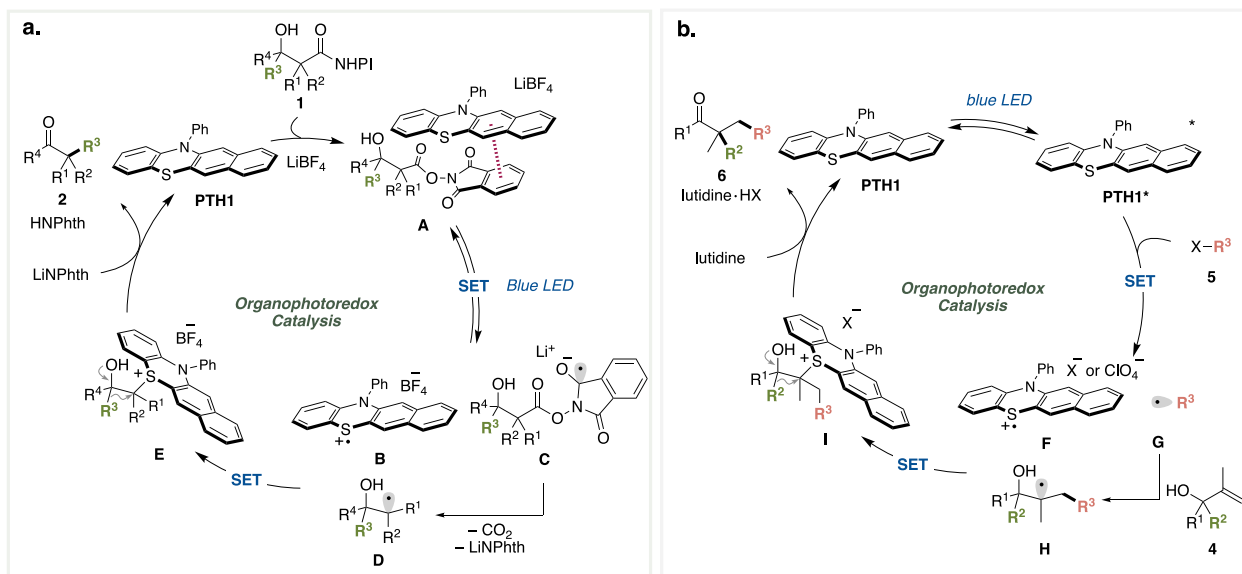 a.
OH
O
R4
R3
NHPI
R1
R2
1
O
R4
R3
R1
R2
2
HNPhth
LiNPhth
Ph
N
S
PTH1
LiBF4
LiBF4
Ph
N
S
HO
R4
R3
O
R2
R1
O
N
O
O
A
SET
Blue LED
Organophotoredox
Catalysis
BF4−
OH
R4
R3
S
+
N
Ph
R1
R2
E
Ph
N
BF4−
S
+•
B
Li+
−
O
•
OH
O
R4
R3
R2
R1
O
N
O
C
SET
OH
•
R4
R1
R3
R2
D
− CO2
− LiNPhth
b.
O
R1
R3
R2
6
lutidine·HX
lutidine
Ph
N
S
PTH1
blue LED
Ph
*
N
S
PTH1*
X−R3
5
SET
Organophotoredox
Catalysis
X−
OH
R1
R2
S
+
N
Ph
R3
I
X− or ClO4−
Ph
N
S
+•
F
•
R3
G
SET
OH
•
R1
R2
R3
H
HO
R1
R2
4